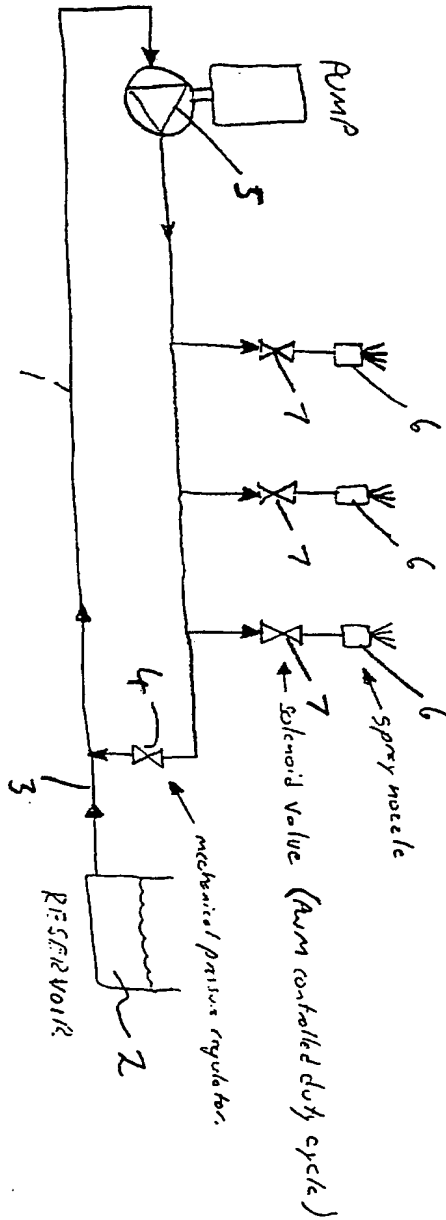 PUMP
5
6
7
6
7
6
7
spray nozzle
solenoid valve (PWM controlled duty cycle)
1
4
mechanical pressure regulator.
3
2
RESERVOIR